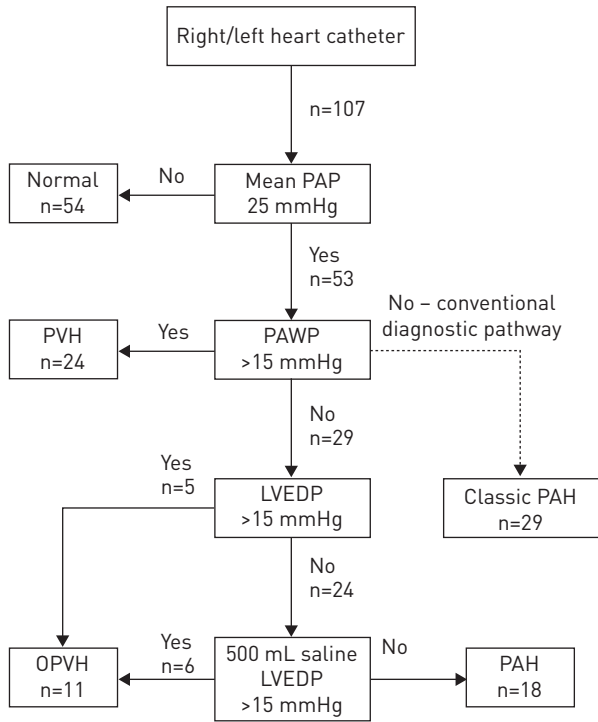 Right/left heart catheter
n=107
Normal
n=54
No
Mean PAP
25 mmHg
Yes
n=53
No – conventional
diagnostic pathway
PVH
n=24
Yes
PAWP
>15 mmHg
No
n=29
Yes
n=5
LVEDP
>15 mmHg
Classic PAH
n=29
No
n=24
OPVH
n=11
Yes
n=6
500 mL saline
LVEDP
>15 mmHg
No
PAH
n=18